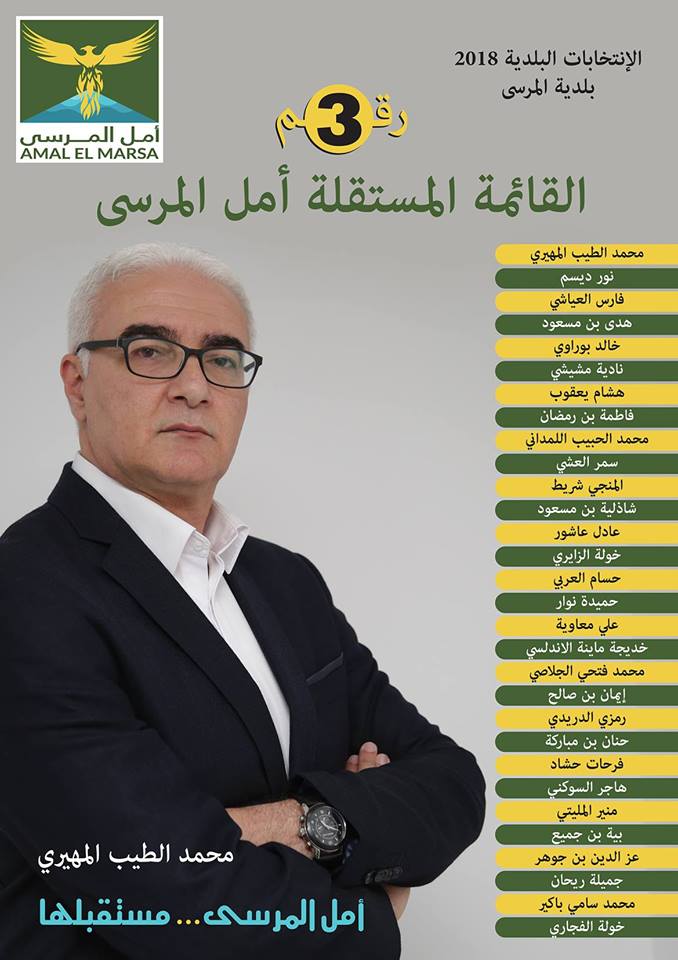 الإنتخابات البلدية 2018
بلدية المرسى
أمل المرسى
AMAL EL MARSA
رقم 3
القائمة المستقلة أمل المرسى
محمد الطيب المهيري
نور ديسم
فارس العياشي
هدى بن مسعود
خالد بوراوي
نادية مشيشي
هشام يعقوب
فاطمة بن رمضان
محمد الحبيب اللمداني
سمر العشي
المنجي شريط
شاذلية بن مسعود
عادل عاشور
خولة الزايري
حسام العربي
حميدة نوار
علي معاوية
خديجة ماينة الاندلسي
محمد فتحي الجلاصي
إيمان بن صالح
رمزي الدريدي
حنان بن مباركة
فرحات حشاد
هاجر السوكني
منير المليتي
بية بن جميع
عز الدين بن جوهر
جميلة ريحان
محمد سامي باكير
خولة الفجاري
محمد الطيب المهيري
أمل المرسى... مستقبلها